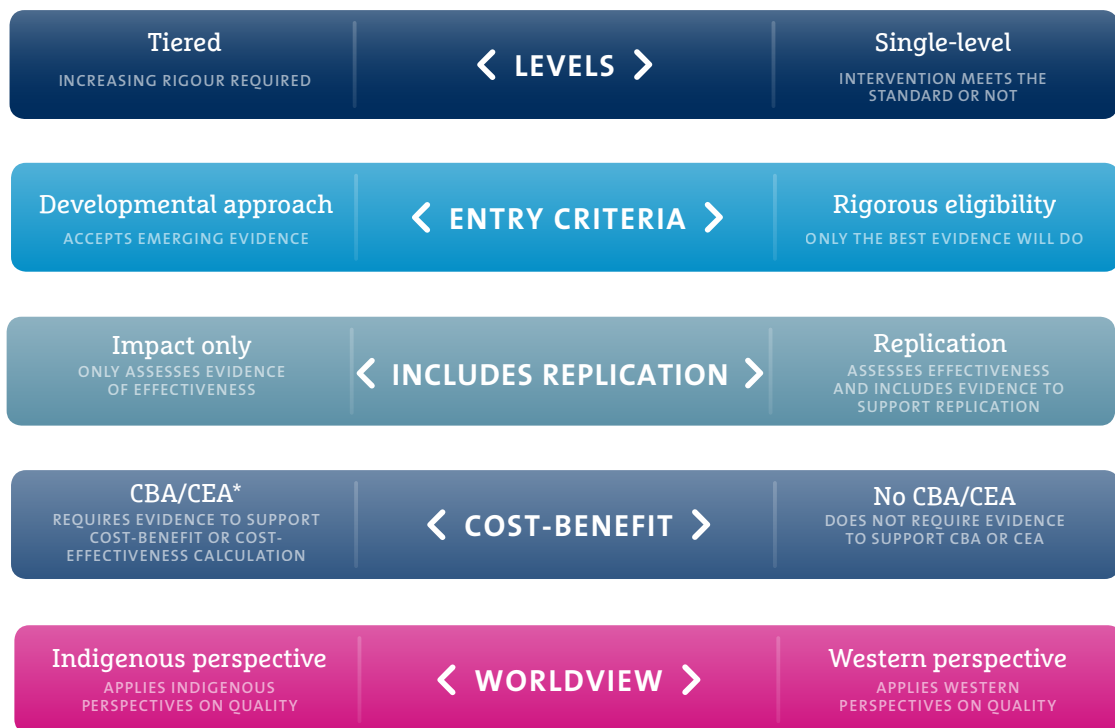 Tiered
INCREASING RIGOUR REQUIRED
LEVELS
Single-level
INTERVENTION MEETS THE
STANDARD OR NOT
Developmental approach
ACCEPTS EMERGING EVIDENCE
ENTRY CRITERIA
Rigorous eligibility
ONLY THE BEST EVIDENCE WILL DO
Impact only
ONLY ASSESSES EVIDENCE
OF EFFECTIVENESS
INCLUDES REPLICATION
Replication
ASSESSES EFFECTIVENESS
AND INCLUDES EVIDENCE TO
SUPPORT REPLICATION
CBA/CEA*
REQUIRES EVIDENCE TO SUPPORT
COST-BENEFIT OR COST-
EFFECTIVENESS CALCULATION
COST-BENEFIT
No CBA/CEA
DOES NOT REQUIRE EVIDENCE
TO SUPPORT CBA OR CEA
Indigenous perspective
APPLIES INDIGENOUS
PERSPECTIVES ON QUALITY
WORLDVIEW
Western perspective
APPLIES WESTERN
PERSPECTIVES ON QUALITY